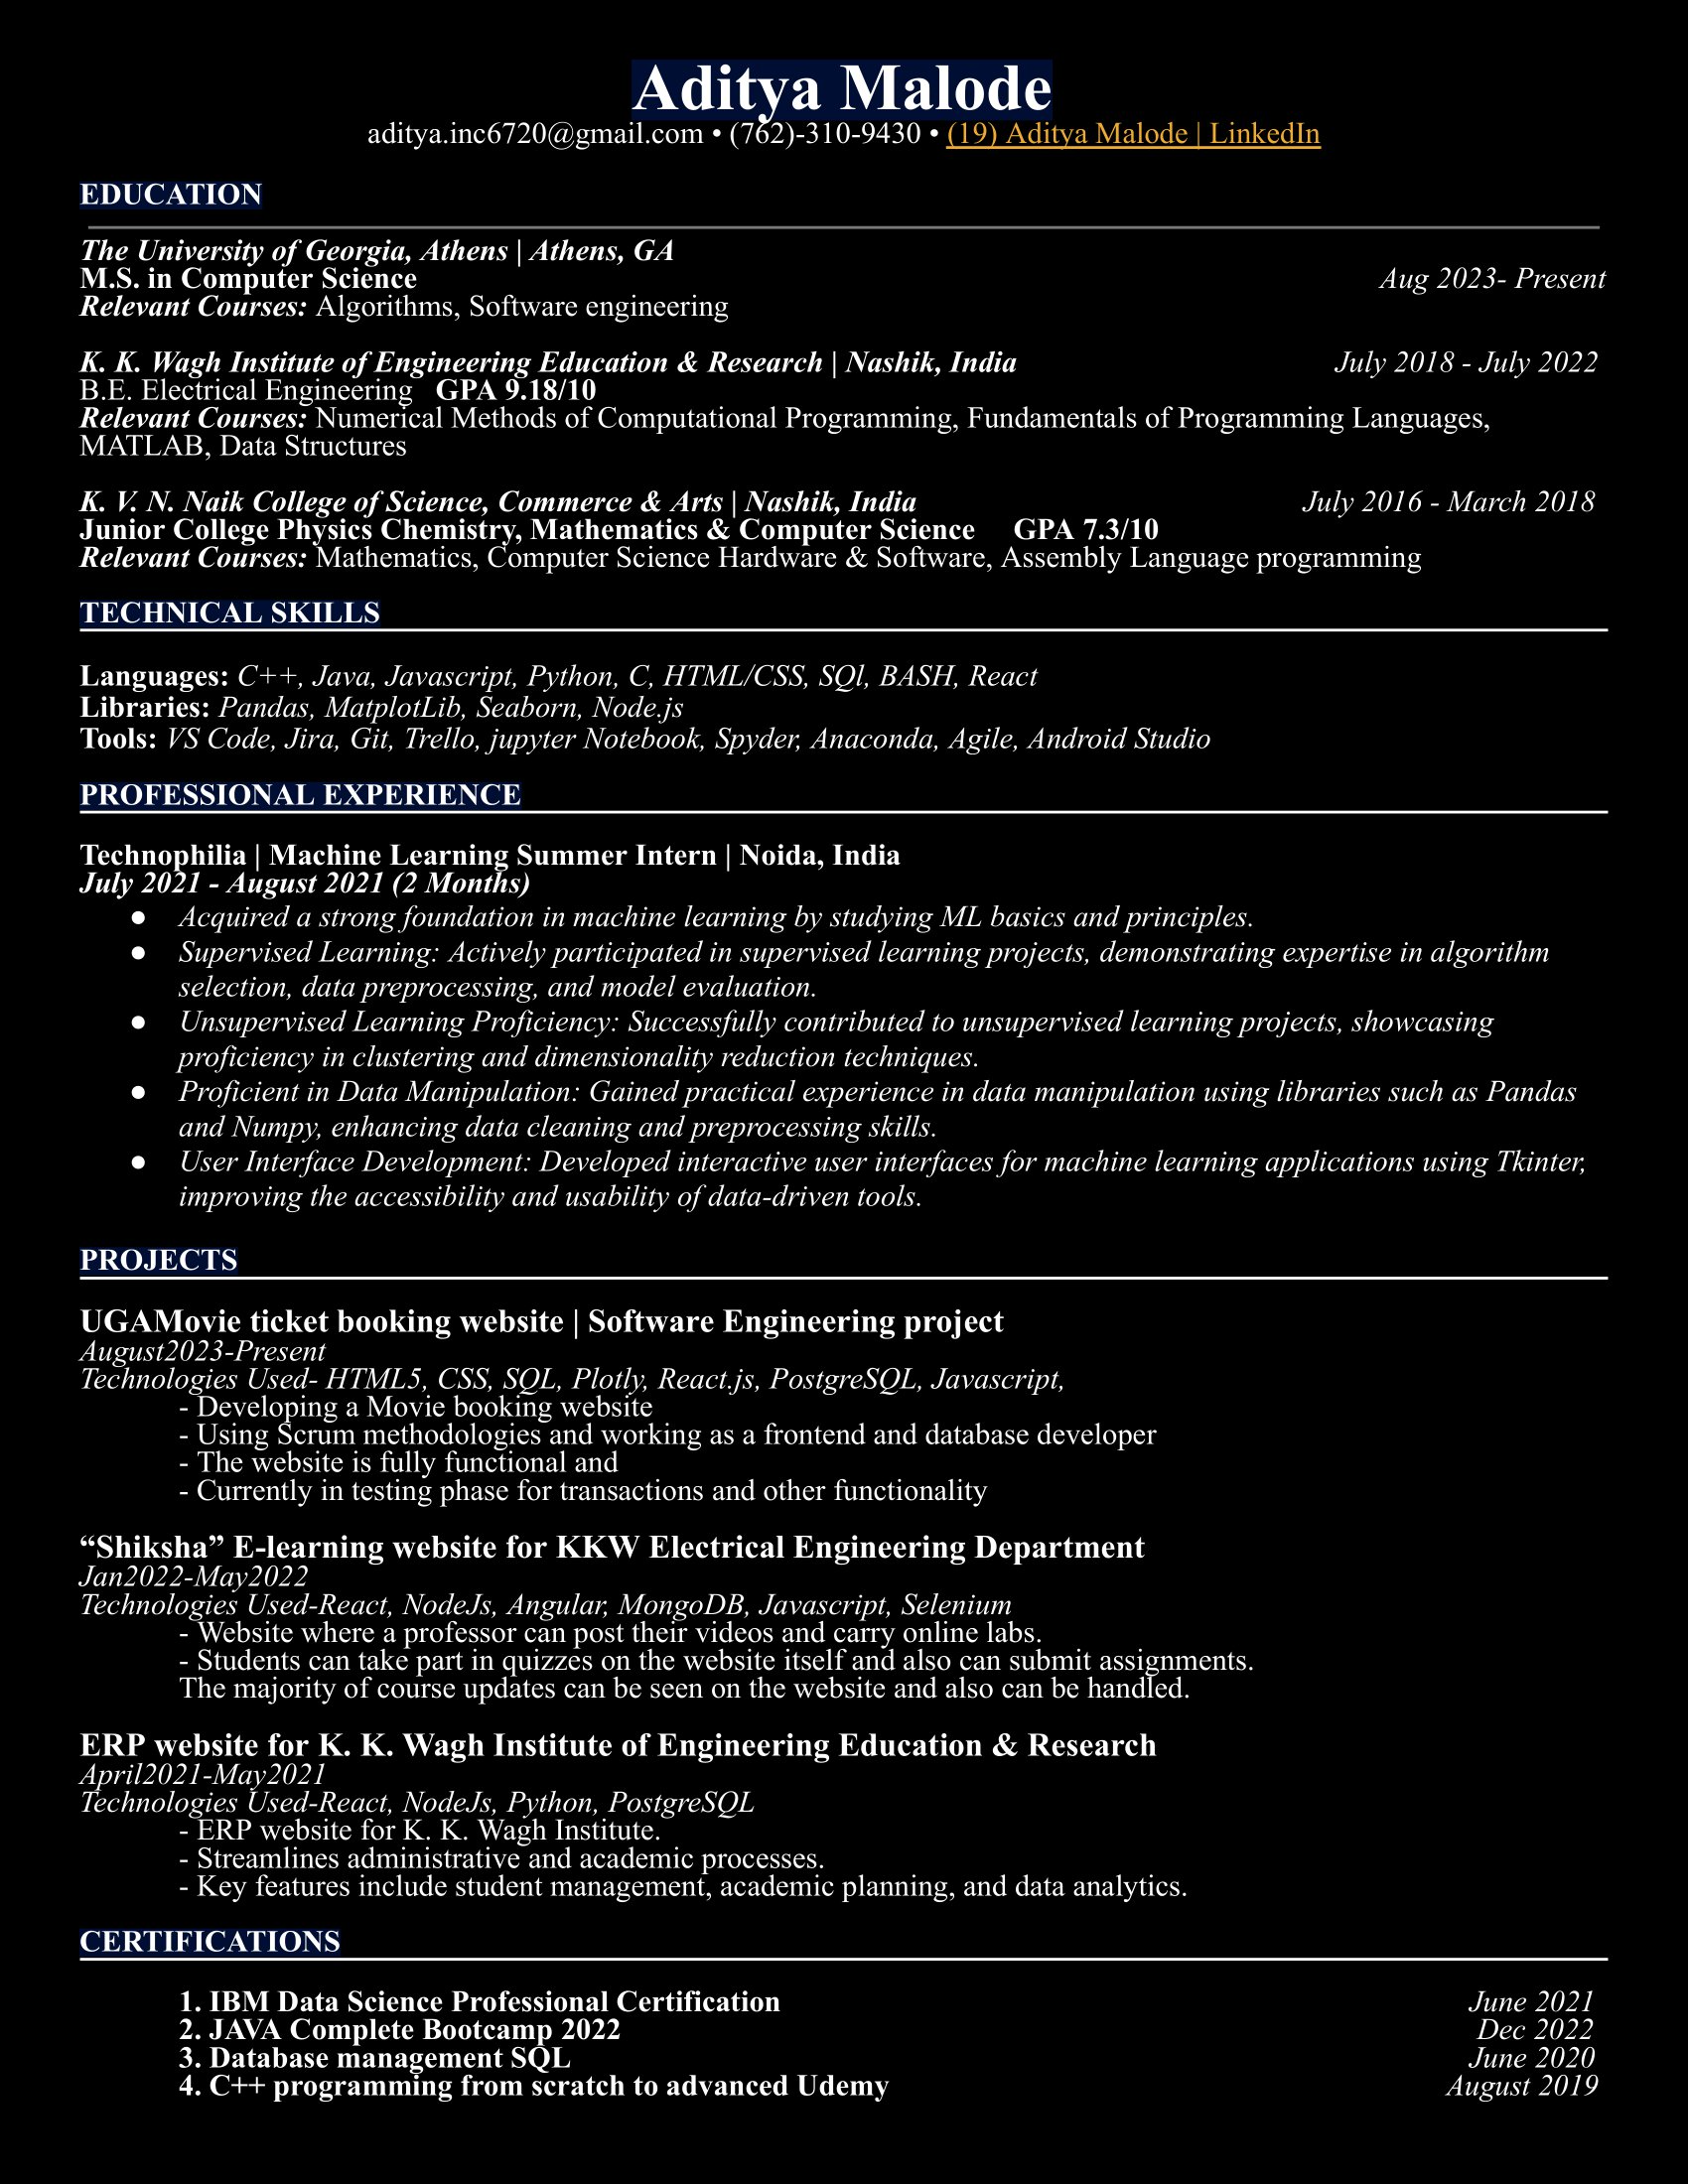 Aditya Malode
aditya.inc6720@gmail.com • (762)-310-9430 • (19) Aditya Malode | LinkedIn
EDUCATION
The University of Georgia, Athens | Athens, GA
M.S. in Computer Science Aug 2023- Present
Relevant Courses: Algorithms, Software engineering
K. K. Wagh Institute of Engineering Education & Research | Nashik, India July 2018 - July 2022
B.E. Electrical Engineering GPA 9.18/10
Relevant Courses: Numerical Methods of Computational Programming, Fundamentals of Programming Languages,
MATLAB, Data Structures
K. V. N. Naik College of Science, Commerce & Arts | Nashik, India July 2016 - March 2018
Junior College Physics Chemistry, Mathematics & Computer Science GPA 7.3/10
Relevant Courses: Mathematics, Computer Science Hardware & Software, Assembly Language programming
TECHNICAL SKILLS
Languages: C++, Java, Javascript, Python, C, HTML/CSS, SQl, BASH, React
Libraries: Pandas, MatplotLib, Seaborn, Node.js
Tools: VS Code, Jira, Git, Trello, jupyter Notebook, Spyder, Anaconda, Agile, Android Studio
PROFESSIONAL EXPERIENCE
Technophilia | Machine Learning Summer Intern | Noida, India
July 2021 - August 2021 (2 Months)
● Acquired a strong foundation in machine learning by studying ML basics and principles.
● Supervised Learning: Actively participated in supervised learning projects, demonstrating expertise in algorithm
selection, data preprocessing, and model evaluation.
● Unsupervised Learning Proficiency: Successfully contributed to unsupervised learning projects, showcasing
proficiency in clustering and dimensionality reduction techniques.
● Proficient in Data Manipulation: Gained practical experience in data manipulation using libraries such as Pandas
and Numpy, enhancing data cleaning and preprocessing skills.
● User Interface Development: Developed interactive user interfaces for machine learning applications using Tkinter,
improving the accessibility and usability of data-driven tools.
PROJECTS
UGAMovie ticket booking website | Software Engineering project
August2023-Present
Technologies Used- HTML5, CSS, SQL, Plotly, React.js, PostgreSQL, Javascript,
- Developing a Movie booking website
- Using Scrum methodologies and working as a frontend and database developer
- The website is fully functional and
- Currently in testing phase for transactions and other functionality
“Shiksha” E-learning website for KKW Electrical Engineering Department
Jan2022-May2022
Technologies Used-React, NodeJs, Angular, MongoDB, Javascript, Selenium
- Website where a professor can post their videos and carry online labs.
- Students can take part in quizzes on the website itself and also can submit assignments.
The majority of course updates can be seen on the website and also can be handled.
ERP website for K. K. Wagh Institute of Engineering Education & Research
April2021-May2021
Technologies Used-React, NodeJs, Python, PostgreSQL
- ERP website for K. K. Wagh Institute.
- Streamlines administrative and academic processes.
- Key features include student management, academic planning, and data analytics.
CERTIFICATIONS
1. IBM Data Science Professional Certification June 2021
2. JAVA Complete Bootcamp 2022 Dec 2022
3. Database management SQL June 2020
4. C++ programming from scratch to advanced Udemy August 2019